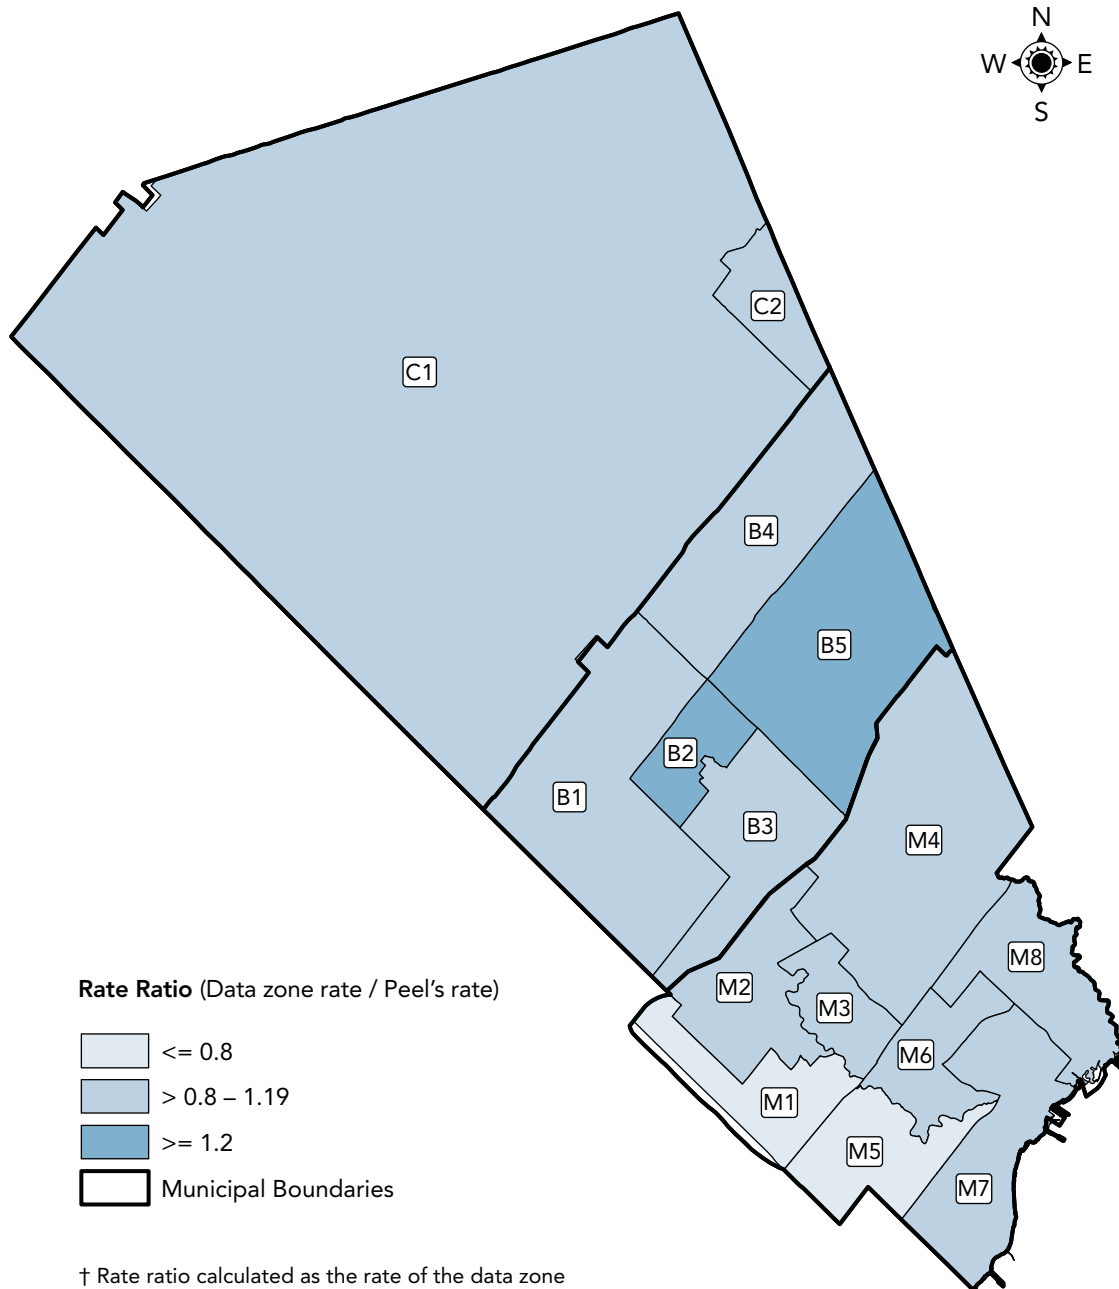 N
W E
S
C2
C1
B4
B5
B2
B1
B3
M4
M8
M2
M3
M6
M1
M5
M7
Rate Ratio (Data zone rate / Peel's rate)
<= 0.8
> 0.8 – 1.19
>= 1.2
Municipal Boundaries
† Rate ratio calculated as the rate of the data zone